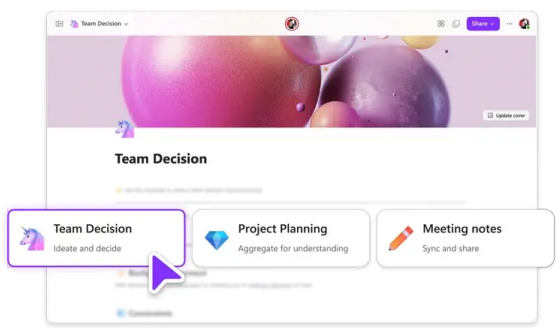 Team Decision
Share
Update cover
Team Decision
Team Decision
Ideate and decide
Project Planning
Aggregate for understanding
Meeting notes
Sync and share